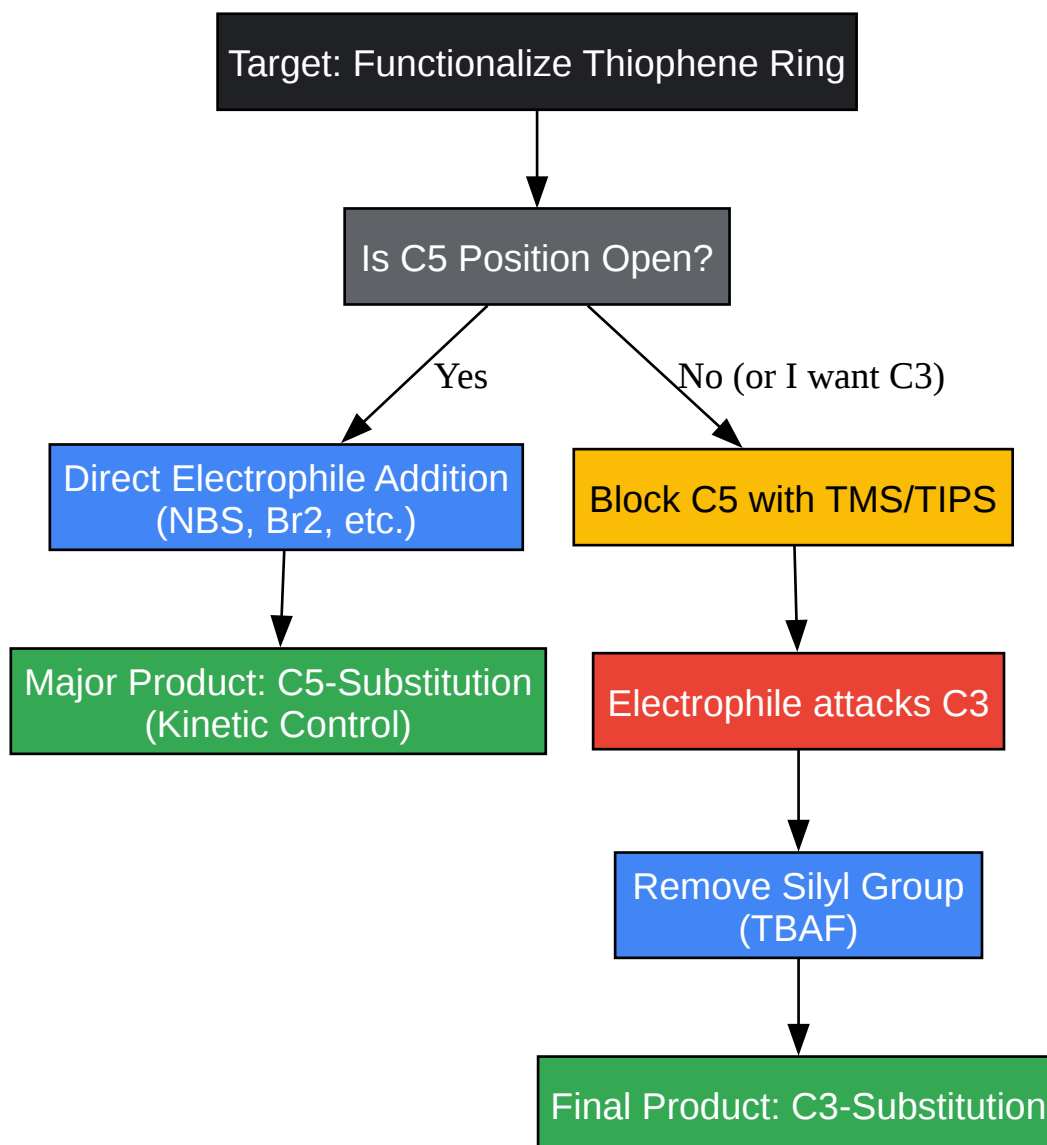 Target: Functionalize Thiophene Ring
Is C5 Position Open?
Yes
No (or I want C3)
Direct Electrophile Addition
(NBS, Br2, etc.)
Block C5 with TMS/TIPS
Major Product: C5-Substitution
(Kinetic Control)
Electrophile attacks C3
Remove Silyl Group
(TBAF)
Final Product: C3-Substitution